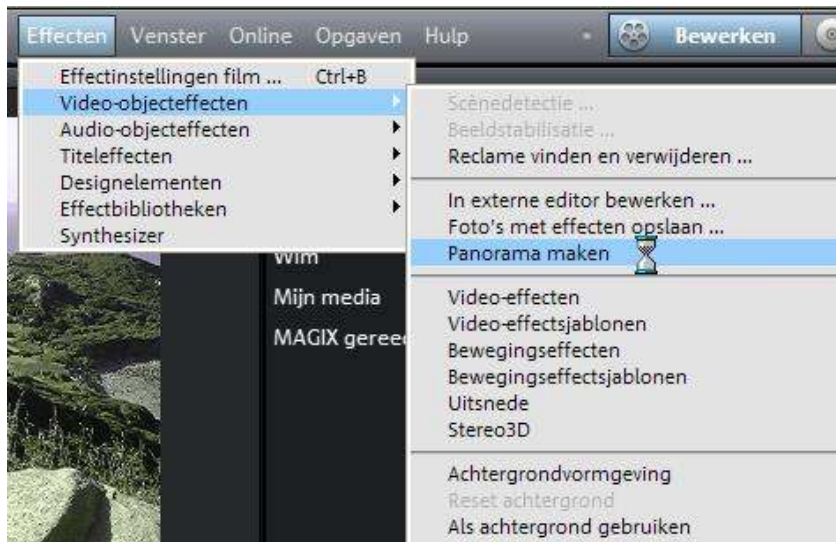 Effecten Venster Online Opgaven Hulp Bewerken
Effectinstellingen film ... Ctrl+B
Video-objecteffecten
Audio-objecteffecten
Titeleffecten
Designelementen
Effectbibliotheken
Synthesizer
Wim
Mijn media
MAGIX geree
Scènedetectie ...
Beeldstabilisatie ...
Reclame vinden en verwijderen ...
In externe editor bewerken ...
Foto's met effecten opslaan ...
Panorama maken
Video-effecten
Video-effectsjablonen
Bewegingseffecten
Bewegingseffectsjablonen
Uitsnede
Stereo3D
Achtergrondvormgeving
Reset achtergrond
Als achtergrond gebruiken